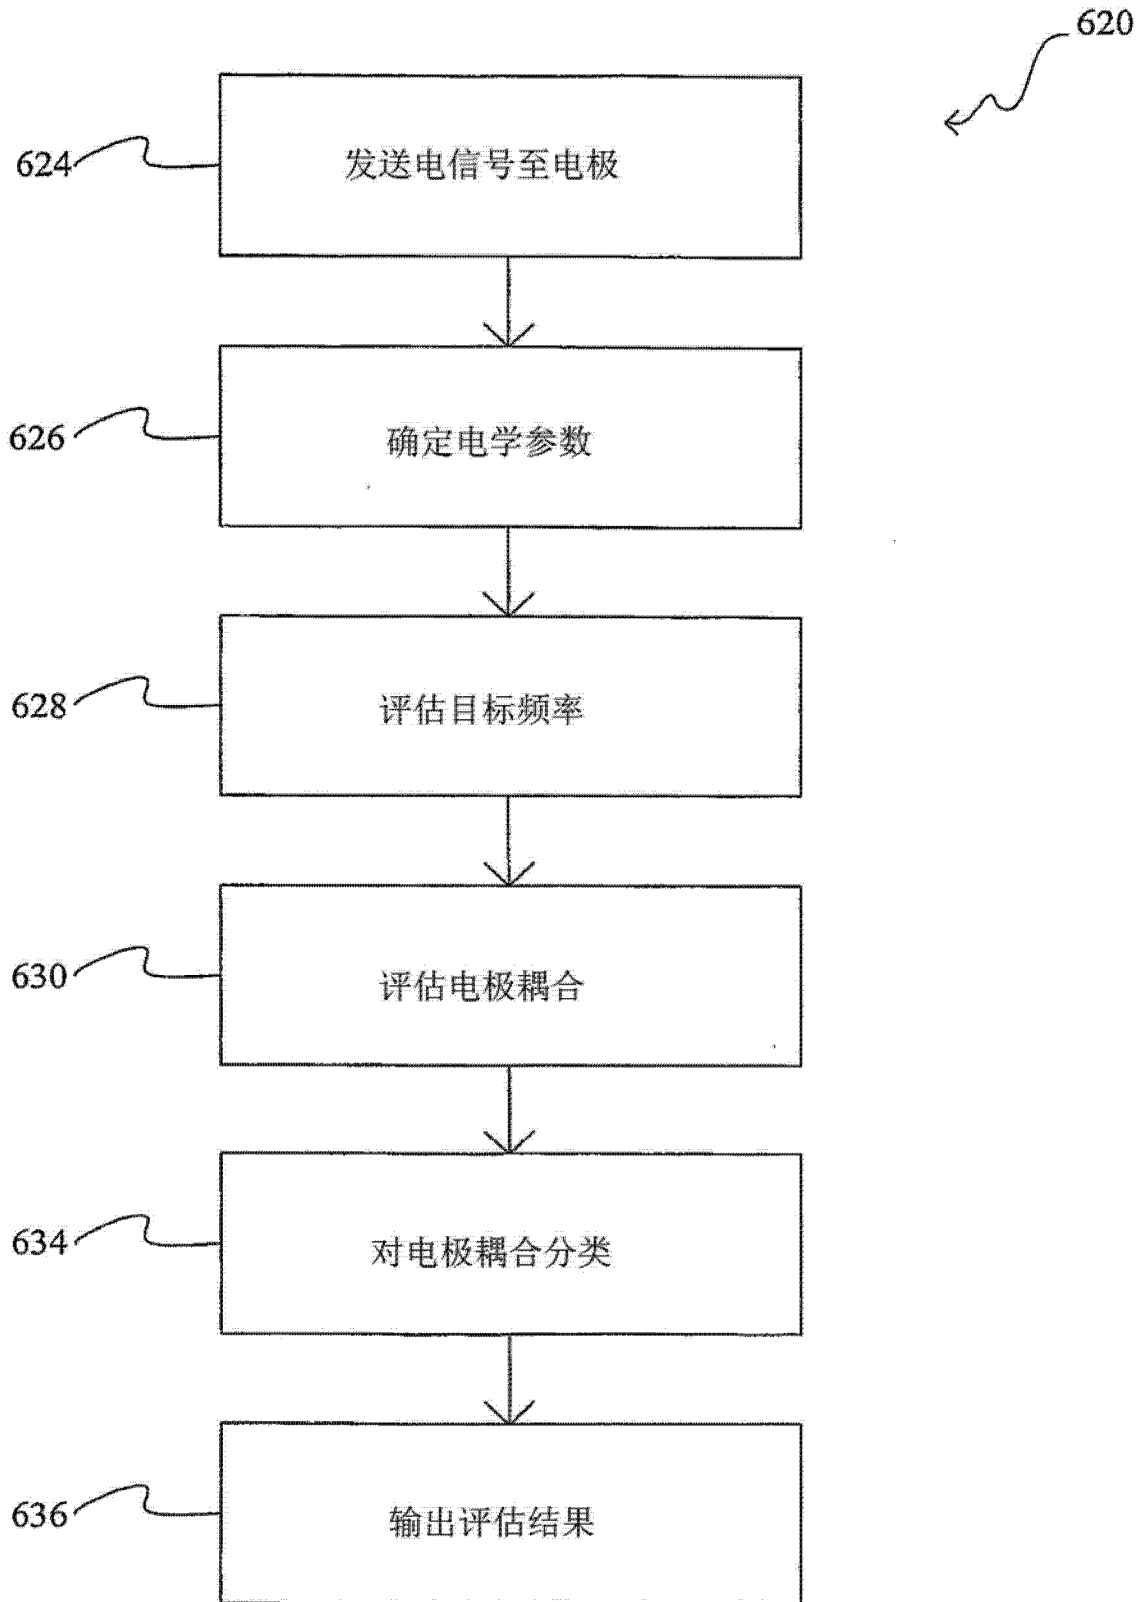 620
624
发送电信号至电极
626
确定电学参数
628
评估目标频率
630
评估电极耦合
634
对电极耦合分类
636
输出评估结果